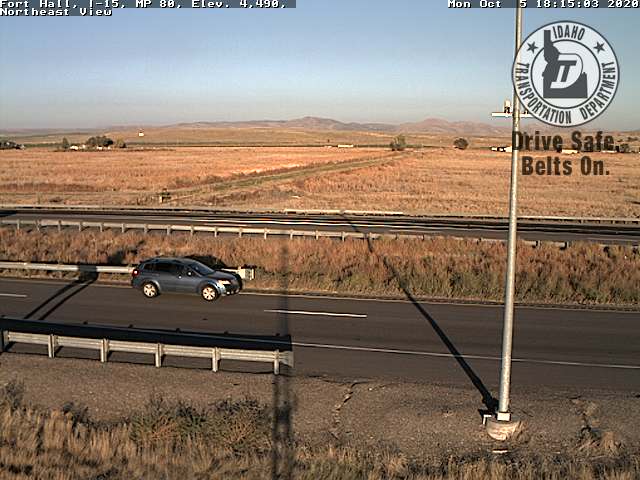 Fort Hall, I-15, MP 80, Elev. 4,490,
Northeast View
Mon Oct 5 18:15:03 2020
IDAHO
TRANSPORTATION DEPARTMENT
Drive Safe.
Belts On.